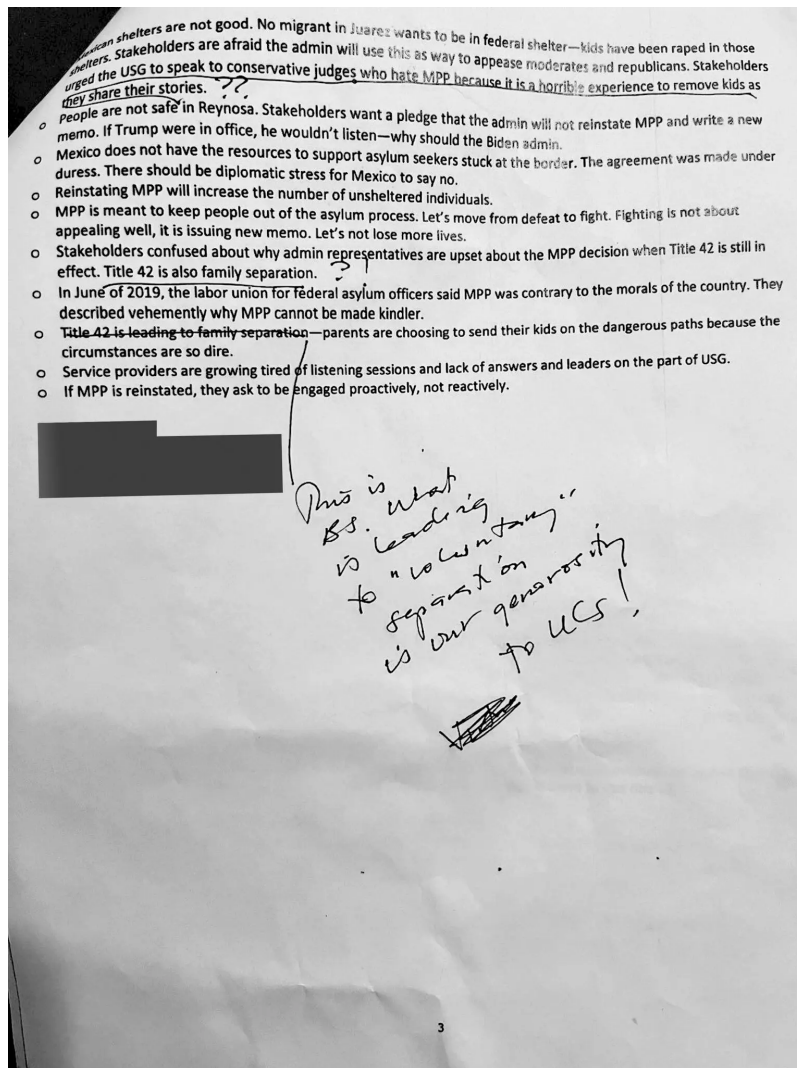 Mexican shelters are not good. No migrant in Juarez wants to be in federal shelter—kids have been raped in those
shelters. Stakeholders are afraid the admin will use this as way to appease moderates and republicans. Stakeholders
urged the USG to speak to conservative judges who hate MPP because it is a horrible experience to remove kids as
they share their stories. ??
o People are not safe in Reynosa. Stakeholders want a pledge that the admin will not reinstate MPP and write a new
memo. If Trump were in office, he wouldn't listen—why should the Biden admin.
o Mexico does not have the resources to support asylum seekers stuck at the border. The agreement was made under
duress. There should be diplomatic stress for Mexico to say no.
o Reinstating MPP will increase the number of unsheltered individuals.
o MPP is meant to keep people out of the asylum process. Let's move from defeat to fight. Fighting is not about
appealing well, it is issuing new memo. Let's not lose more lives.
o Stakeholders confused about why admin representatives are upset about the MPP decision when Title 42 is still in
effect. Title 42 is also family separation. ?!
o In June of 2019, the labor union for federal asylum officers said MPP was contrary to the morals of the country. They
described vehemently why MPP cannot be made kindler.
o Title 42 is leading to family separation—parents are choosing to send their kids on the dangerous paths because the
circumstances are so dire.
o Service providers are growing tired of listening sessions and lack of answers and leaders on the part of USG.
o If MPP is reinstated, they ask to be engaged proactively, not reactively.
This is
BS. What
is leading
to "voluntary"
separation
is our generosity
to UCS!
3